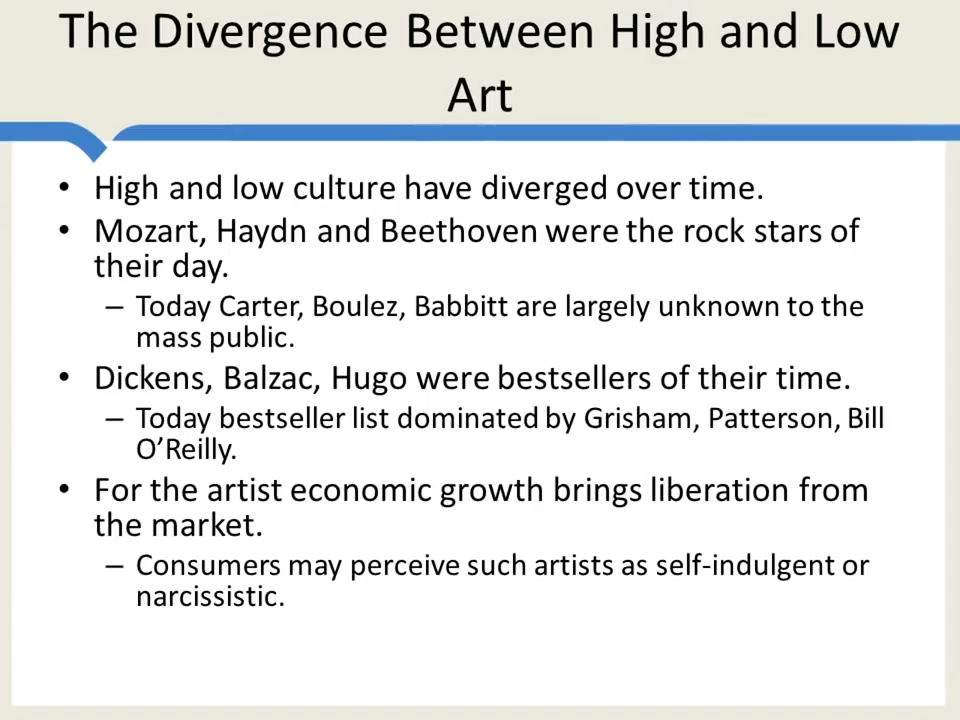 The Divergence Between High and Low
Art
• High and low culture have diverged over time.
• Mozart, Haydn and Beethoven were the rock stars of
their day.
– Today Carter, Boulez, Babbitt are largely unknown to the
mass public.
• Dickens, Balzac, Hugo were bestsellers of their time.
– Today bestseller list dominated by Grisham, Patterson, Bill
O’Reilly.
• For the artist economic growth brings liberation from
the market.
– Consumers may perceive such artists as self-indulgent or
narcissistic.